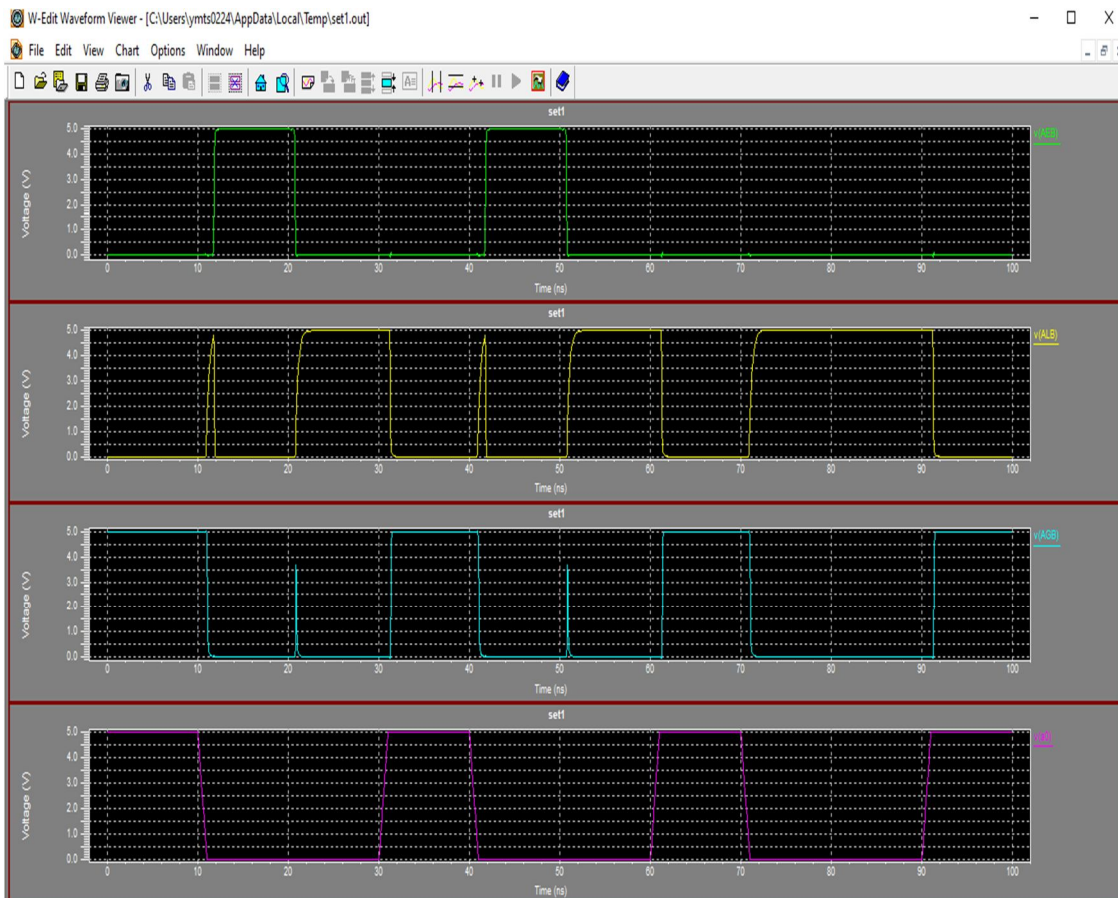 W-Edit Waveform Viewer - [C:\Users\ymts0224\AppData\Local\Temp\set1.out]
File Edit View Chart Options Window Help
set1
v(AEB)
Voltage (V)
5.0
4.0
3.0
2.0
1.0
0.0
0 10 20 30 40 50 60 70 80 90 100
Time (ns)
set1
v(ALB)
Voltage (V)
5.0
4.0
3.0
2.0
1.0
0.0
0 10 20 30 40 50 60 70 80 90 100
Time (ns)
set1
v(AGB)
Voltage (V)
5.0
4.0
3.0
2.0
1.0
0.0
0 10 20 30 40 50 60 70 80 90 100
Time (ns)
set1
Voltage (V)
5.0
4.0
3.0
2.0
1.0
0.0
0 10 20 30 40 50 60 70 80 90 100
Time (ns)